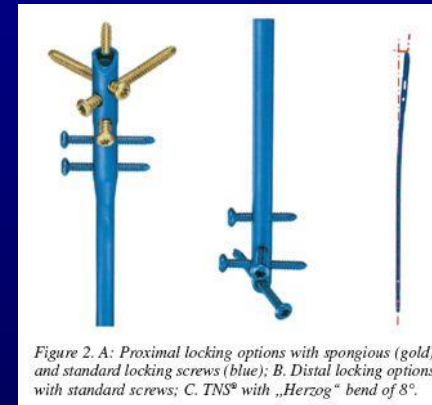 Figure 2. A: Proximal locking options with spongious (gold)
and standard locking screws (blue); B. Distal locking options
with standard screws; C. TNS® with „Herzog“ bend of 8°.